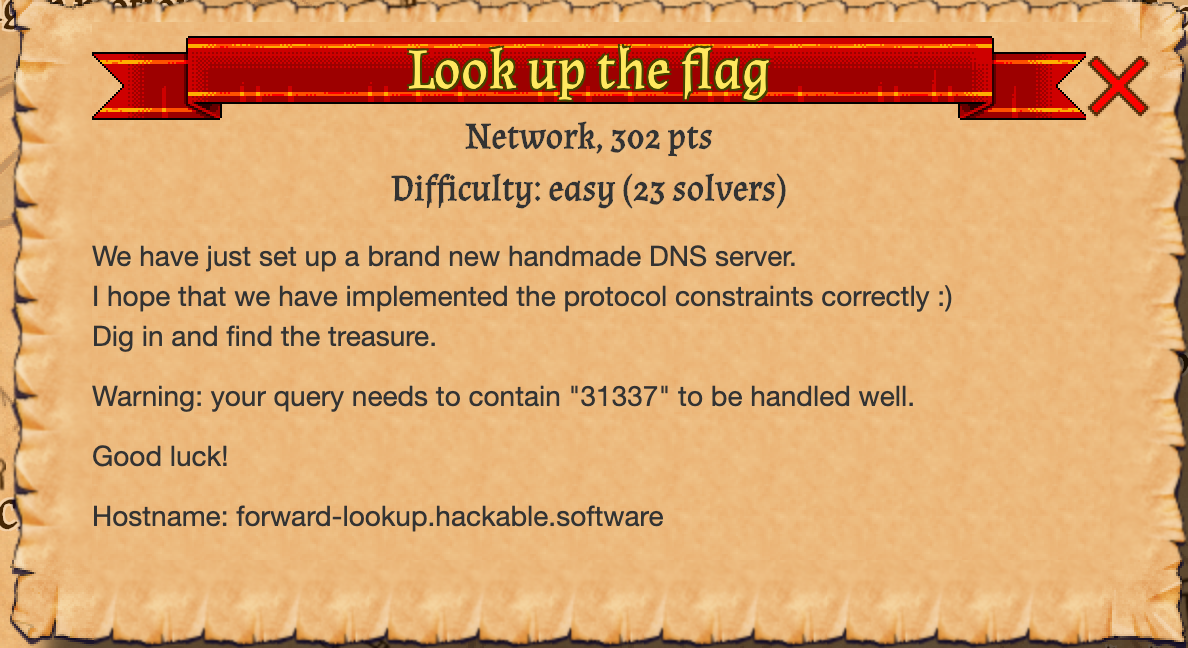 Look up the flag
Network, 302 pts
Difficulty: easy (23 solvers)
We have just set up a brand new handmade DNS server.
I hope that we have implemented the protocol constraints correctly :)
Dig in and find the treasure.
Warning: your query needs to contain "31337" to be handled well.
Good luck!
Hostname: forward-lookup.hackable.software